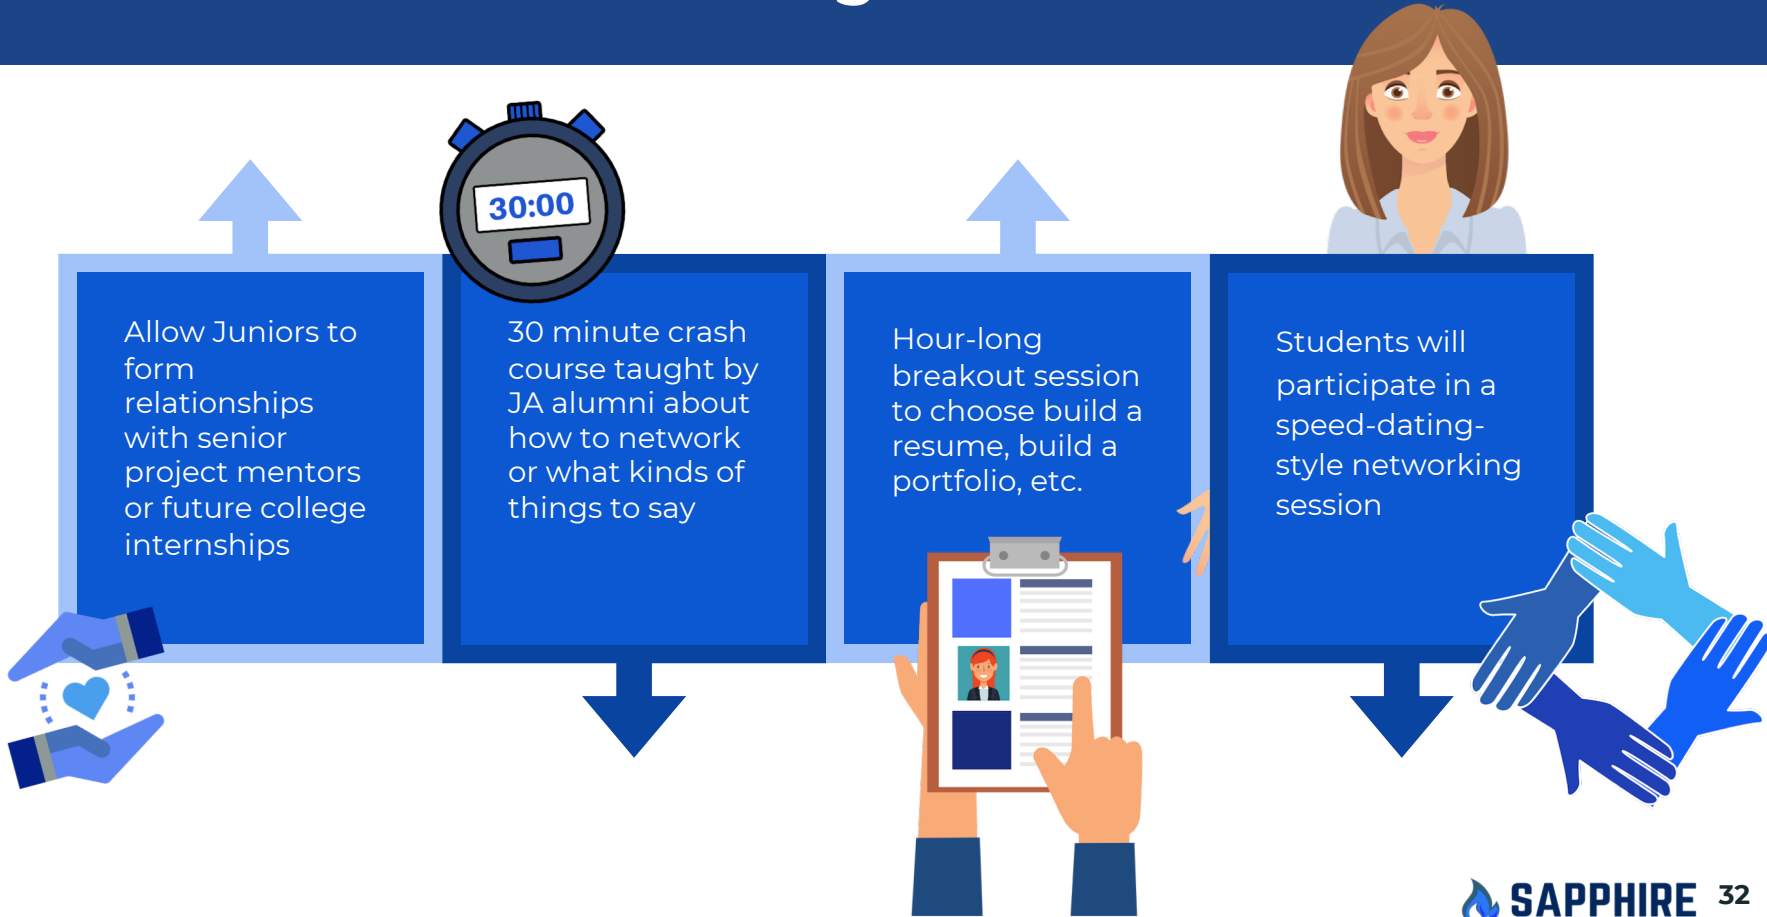 30:00
Allow Juniors to
form
relationships
with senior
project mentors
or future college
internships
30 minute crash
course taught by
JA alumni about
how to network
or what kinds of
things to say
Hour-long
breakout session
to choose build a
resume, build a
portfolio, etc.
Students will
participate in a
speed-dating-
style networking
session
SAPPHIRE 32